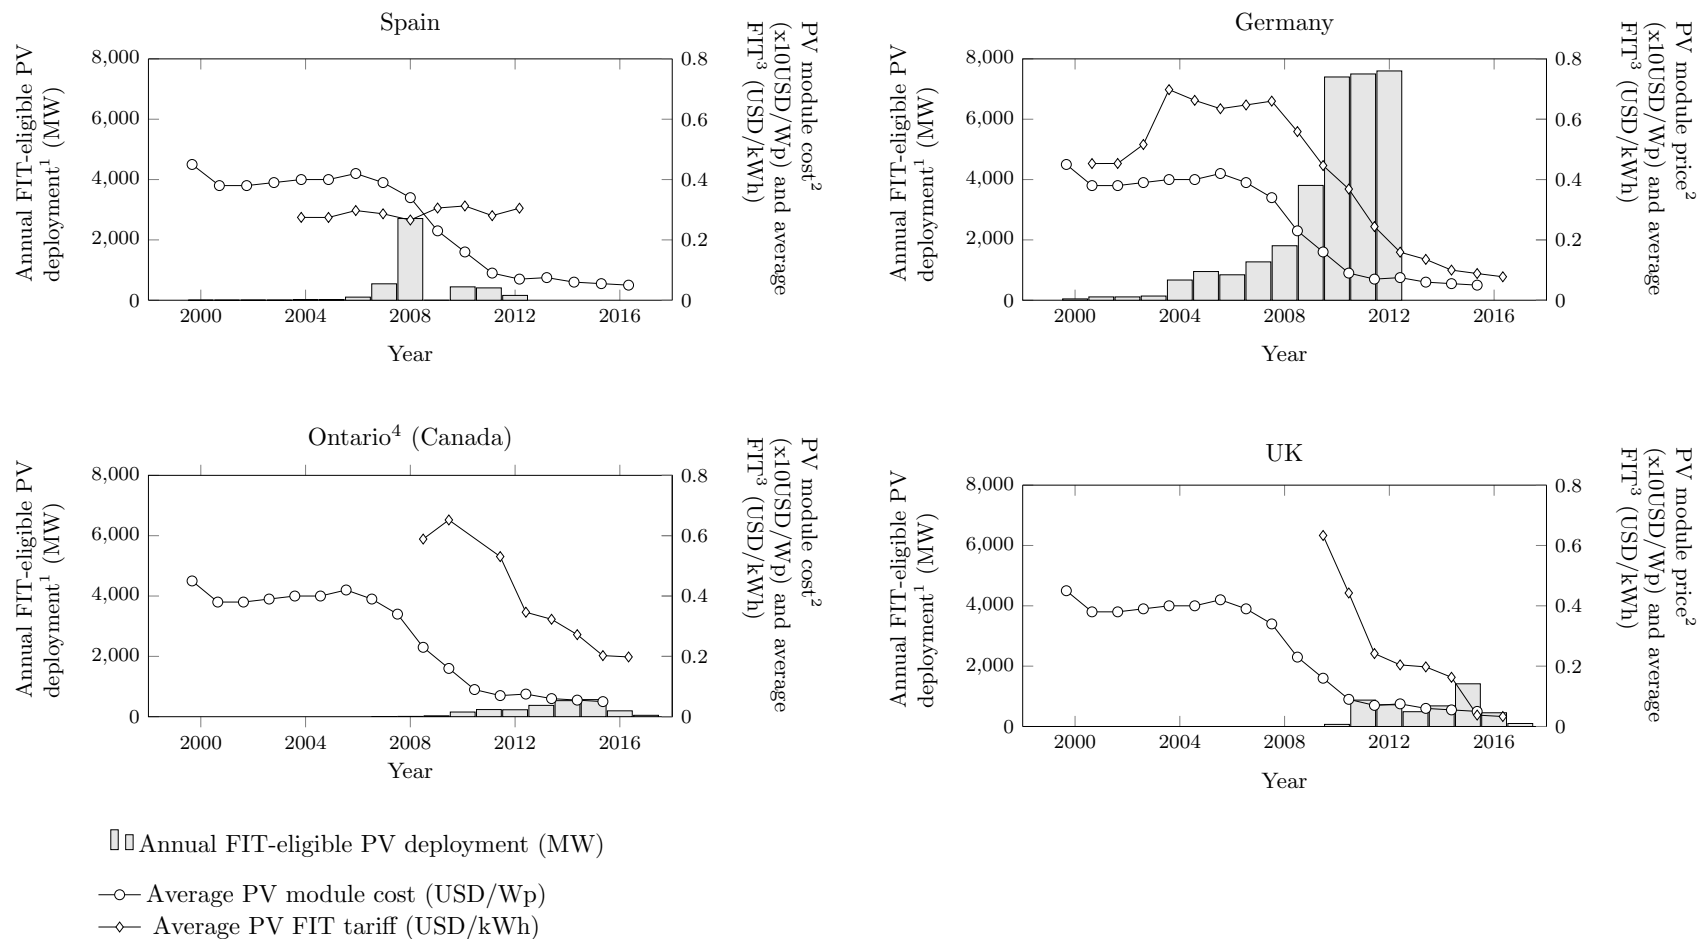 Spain
Annual FIT-eligible PV
deployment1 (MW)
8,000
6,000
4,000
2,000
0
0.8
0.6
0.4
0.2
0
PV module cost2
(x10USD/Wp) and average
FIT3 (USD/kWh)
2000 2004 2008 2012 2016
Year
Germany
Annual FIT-eligible PV
deployment1 (MW)
8,000
6,000
4,000
2,000
0
0.8
0.6
0.4
0.2
0
PV module price2
(x10USD/Wp) and average
FIT3 (USD/kWh)
2000 2004 2008 2012 2016
Year
Ontario4 (Canada)
Annual FIT-eligible PV
deployment1 (MW)
8,000
6,000
4,000
2,000
0
0.8
0.6
0.4
0.2
0
PV module cost2
(x10USD/Wp) and average
FIT3 (USD/kWh)
2000 2004 2008 2012 2016
Year
UK
Annual FIT-eligible PV
deployment1 (MW)
8,000
6,000
4,000
2,000
0
0.8
0.6
0.4
0.2
0
PV module price2
(x10USD/Wp) and average
FIT3 (USD/kWh)
2000 2004 2008 2012 2016
Year
Annual FIT-eligible PV deployment (MW)
Average PV module cost (USD/Wp)
Average PV FIT tariff (USD/kWh)